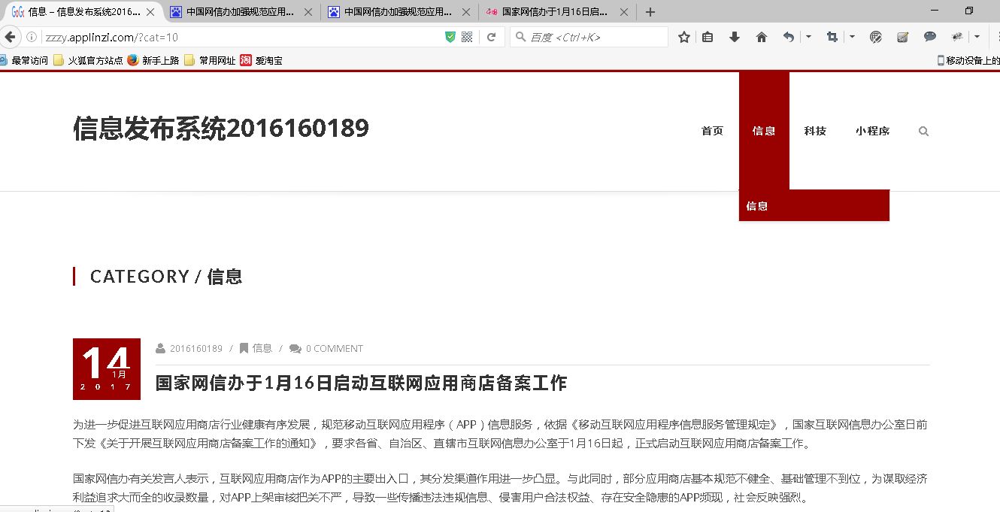 信息 – 信息发布系统2016...
中国网信办加强规范应用...
中国网信办加强规范应用...
国家网信办于1月16日启...
zzzy.applinzi.com/?cat=10
百度 <Ctrl+K>
最常访问 火狐官方站点 新手上路 常用网址 淘 爱淘宝
移动设备上的
信息发布系统2016160189
首页 信息 科技 小程序
信息
CATEGORY / 信息
14
1月
2 0 1 7
2016160189 / 信息 / 0 COMMENT
国家网信办于1月16日启动互联网应用商店备案工作
为进一步促进互联网应用商店行业健康有序发展，规范移动互联网应用程序（APP）信息服务，依据《移动互联网应用程序信息服务管理规定》，国家互联网信息办公室日前
下发《关于开展互联网应用商店备案工作的通知》，要求各省、自治区、直辖市互联网信息办公室于1月16日起，正式启动互联网应用商店备案工作。
国家网信办有关发言人表示，互联网应用商店作为APP的主要出入口，其分发渠道作用进一步凸显。与此同时，部分应用商店基本规范不健全、基础管理不到位，为谋取经济
利益追求大而全的收录数量，对APP上架审核把关不严，导致一些传播违法违规信息、侵害用户合法权益、存在安全隐患的APP频现，社会反映强烈。